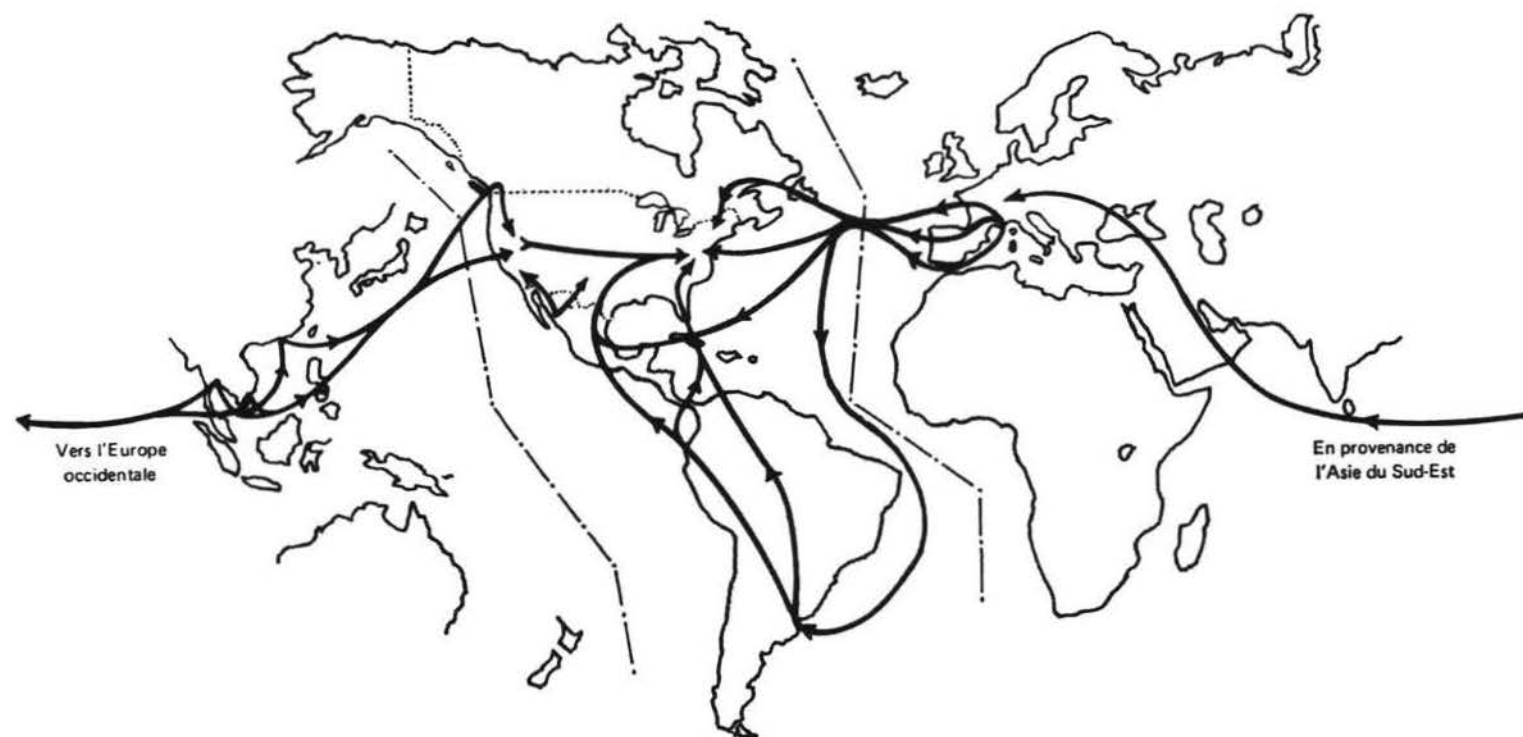 Vers l'Europe
occidentale
En provenance de
l'Asie du Sud-Est